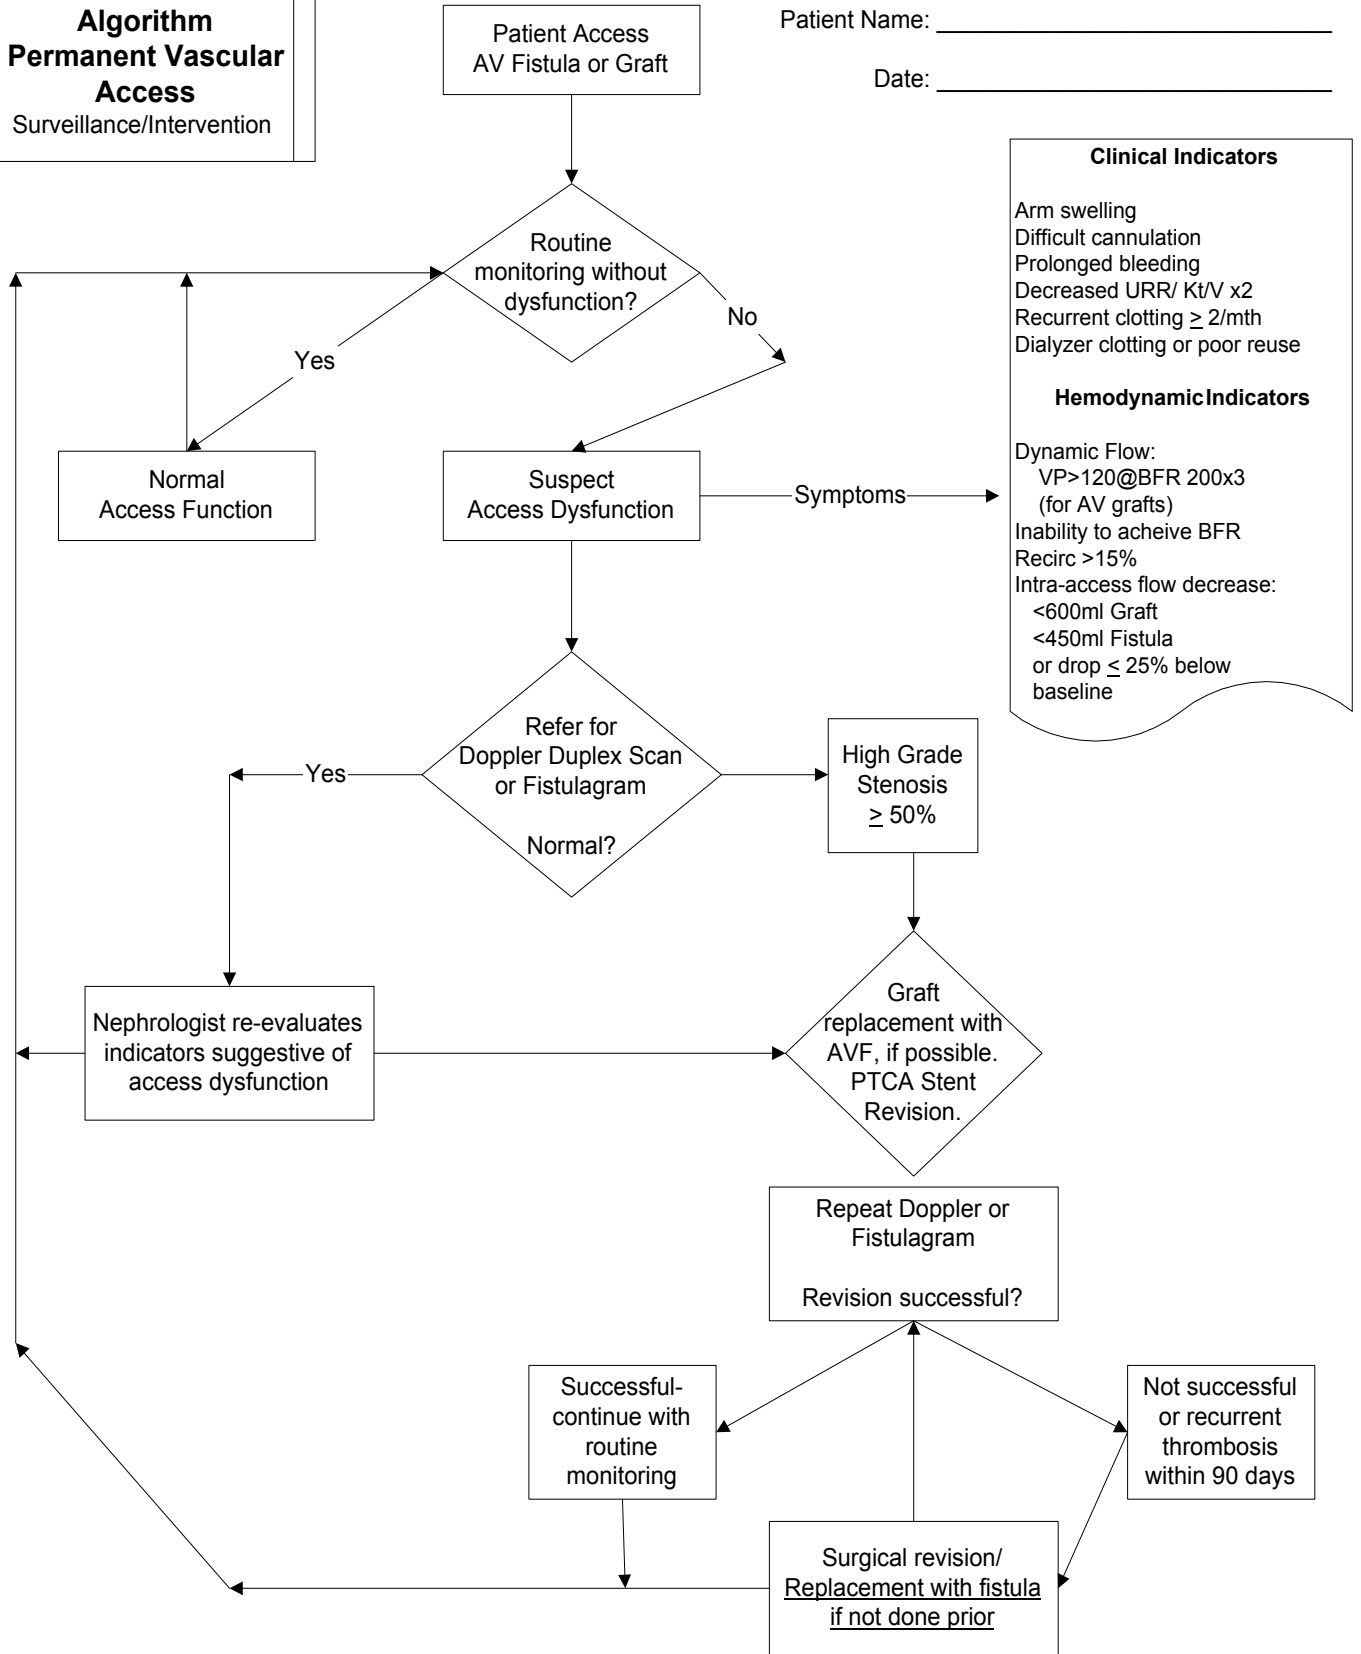 Algorithm
Permanent Vascular
Access
Surveillance/Intervention
Patient Access
AV Fistula or Graft
Patient Name:
Date:
Clinical Indicators
Arm swelling
Difficult cannulation
Prolonged bleeding
Decreased URR/ Kt/V x2
Recurrent clotting ≥ 2/mth
Dialyzer clotting or poor reuse
HemodynamicIndicators
Dynamic Flow:
VP>120@BFR 200x3
(for AV grafts)
Inability to acheive BFR
Recirc >15%
Intra-access flow decrease:
<600ml Graft
<450ml Fistula
or drop ≤ 25% below
baseline
Routine
monitoring without
dysfunction?
No
Yes
Normal
Access Function
Suspect
Access Dysfunction
Symptoms
Refer for
Doppler Duplex Scan
or Fistulagram
Normal?
Yes
High Grade
Stenosis
≥ 50%
Nephrologist re-evaluates
indicators suggestive of
access dysfunction
Graft
replacement with
AVF, if possible.
PTCA Stent
Revision.
Repeat Doppler or
Fistulagram
Revision successful?
Successful-
continue with
routine
monitoring
Not successful
or recurrent
thrombosis
within 90 days
Surgical revision/
Replacement with fistula
if not done prior